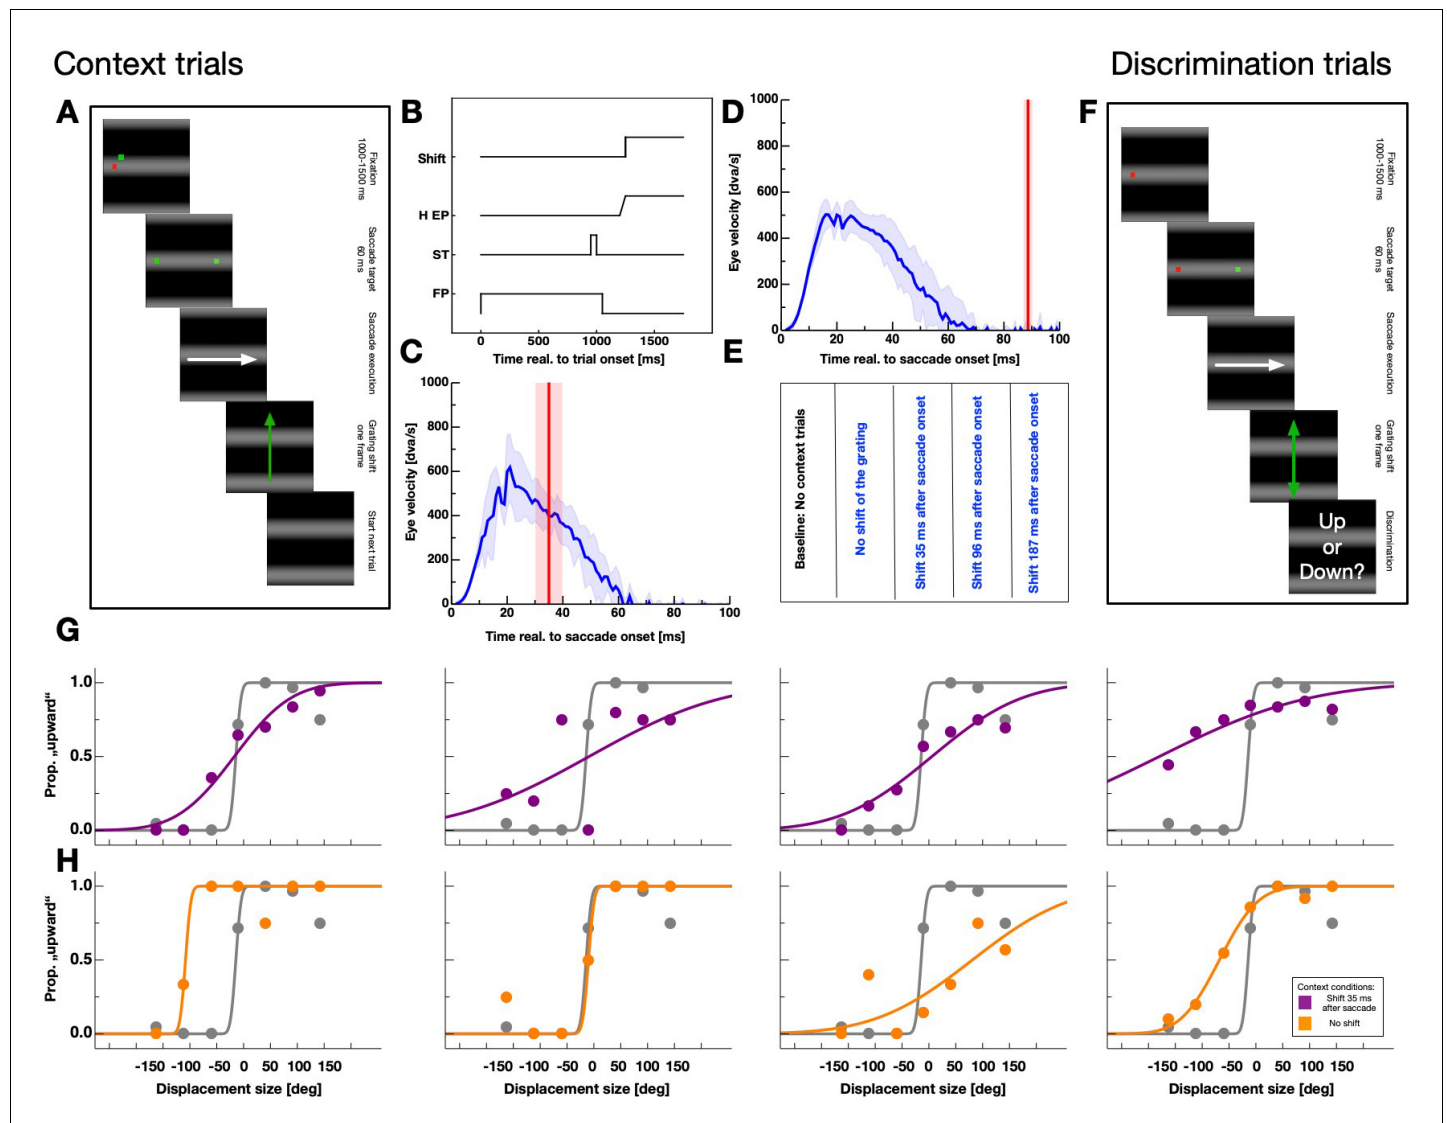 Context trials
Discrimination trials
A
Fixation
1000-1500 ms
Saccade target
60 ms
Saccade execution
Grating shift
one frame
Start next trial
B
Shift
H EP
ST
FP
0 500 1000 1500
Time real. to trial onset [ms]
C
Eye velocity [dva/s]
1000
800
600
400
200
0
0 20 40 60 80 100
Time real. to saccade onset [ms]
D
Eye velocity [dva/s]
1000
800
600
400
200
0
0 20 40 60 80 100
Time real. to saccade onset [ms]
E
Baseline: No context trials
No shift of the grating
Shift 35 ms after saccade onset
Shift 96 ms after saccade onset
Shift 187 ms after saccade onset
F
Fixation
1000-1500 ms
Saccade target
60 ms
Saccade execution
Grating shift
one frame
Discrimination
Up
or
Down?
G
Prop. „upward“
1.0
0.5
0.0
H
Prop. „upward“
1.0
0.5
0.0
-150 -100 -50 0 50 100 150
Displacement size [deg]
-150 -100 -50 0 50 100 150
Displacement size [deg]
-150 -100 -50 0 50 100 150
Displacement size [deg]
-150 -100 -50 0 50 100 150
Displacement size [deg]
Context conditions:
Shift 35 ms
after saccade
No shift